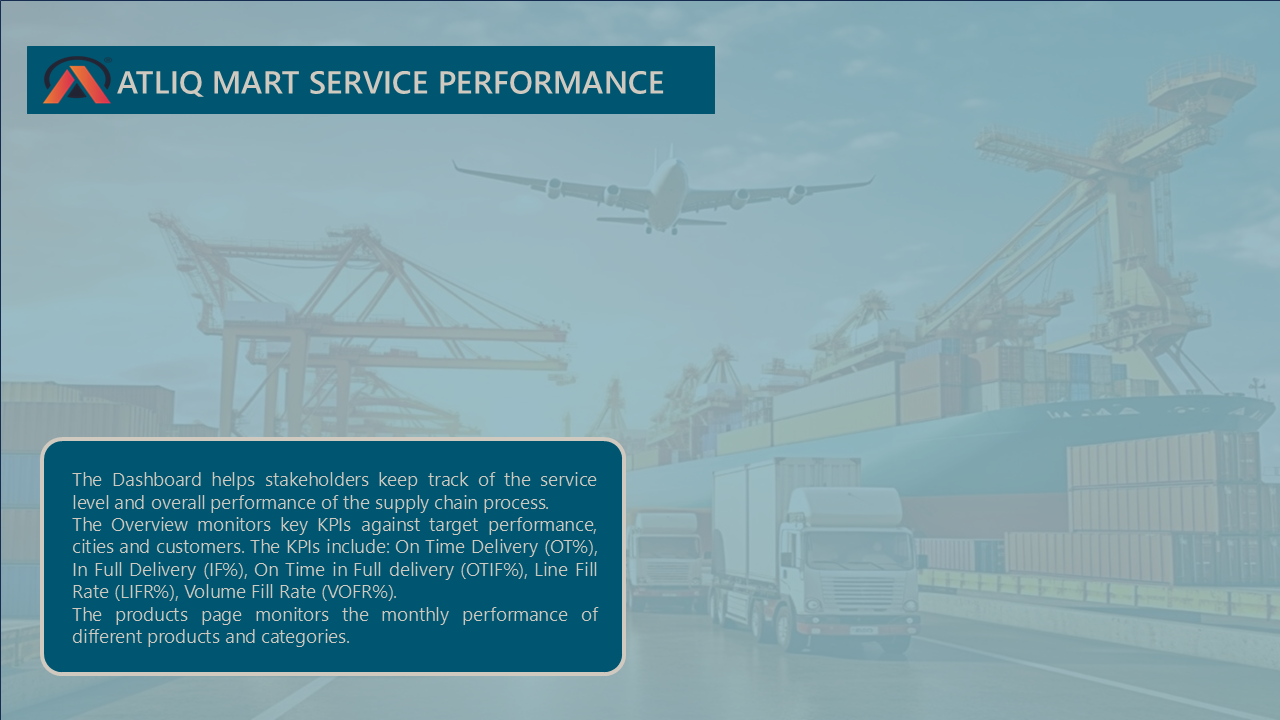 ATLIQ MART SERVICE PERFORMANCE
The Dashboard helps stakeholders keep track of the service
level and overall performance of the supply chain process.
The Overview monitors key KPIs against target performance,
cities and customers. The KPIs include: On Time Delivery (OT%),
In Full Delivery (IF%), On Time in Full delivery (OTIF%), Line Fill
Rate (LIFR%), Volume Fill Rate (VOFR%).
The products page monitors the monthly performance of
different products and categories.